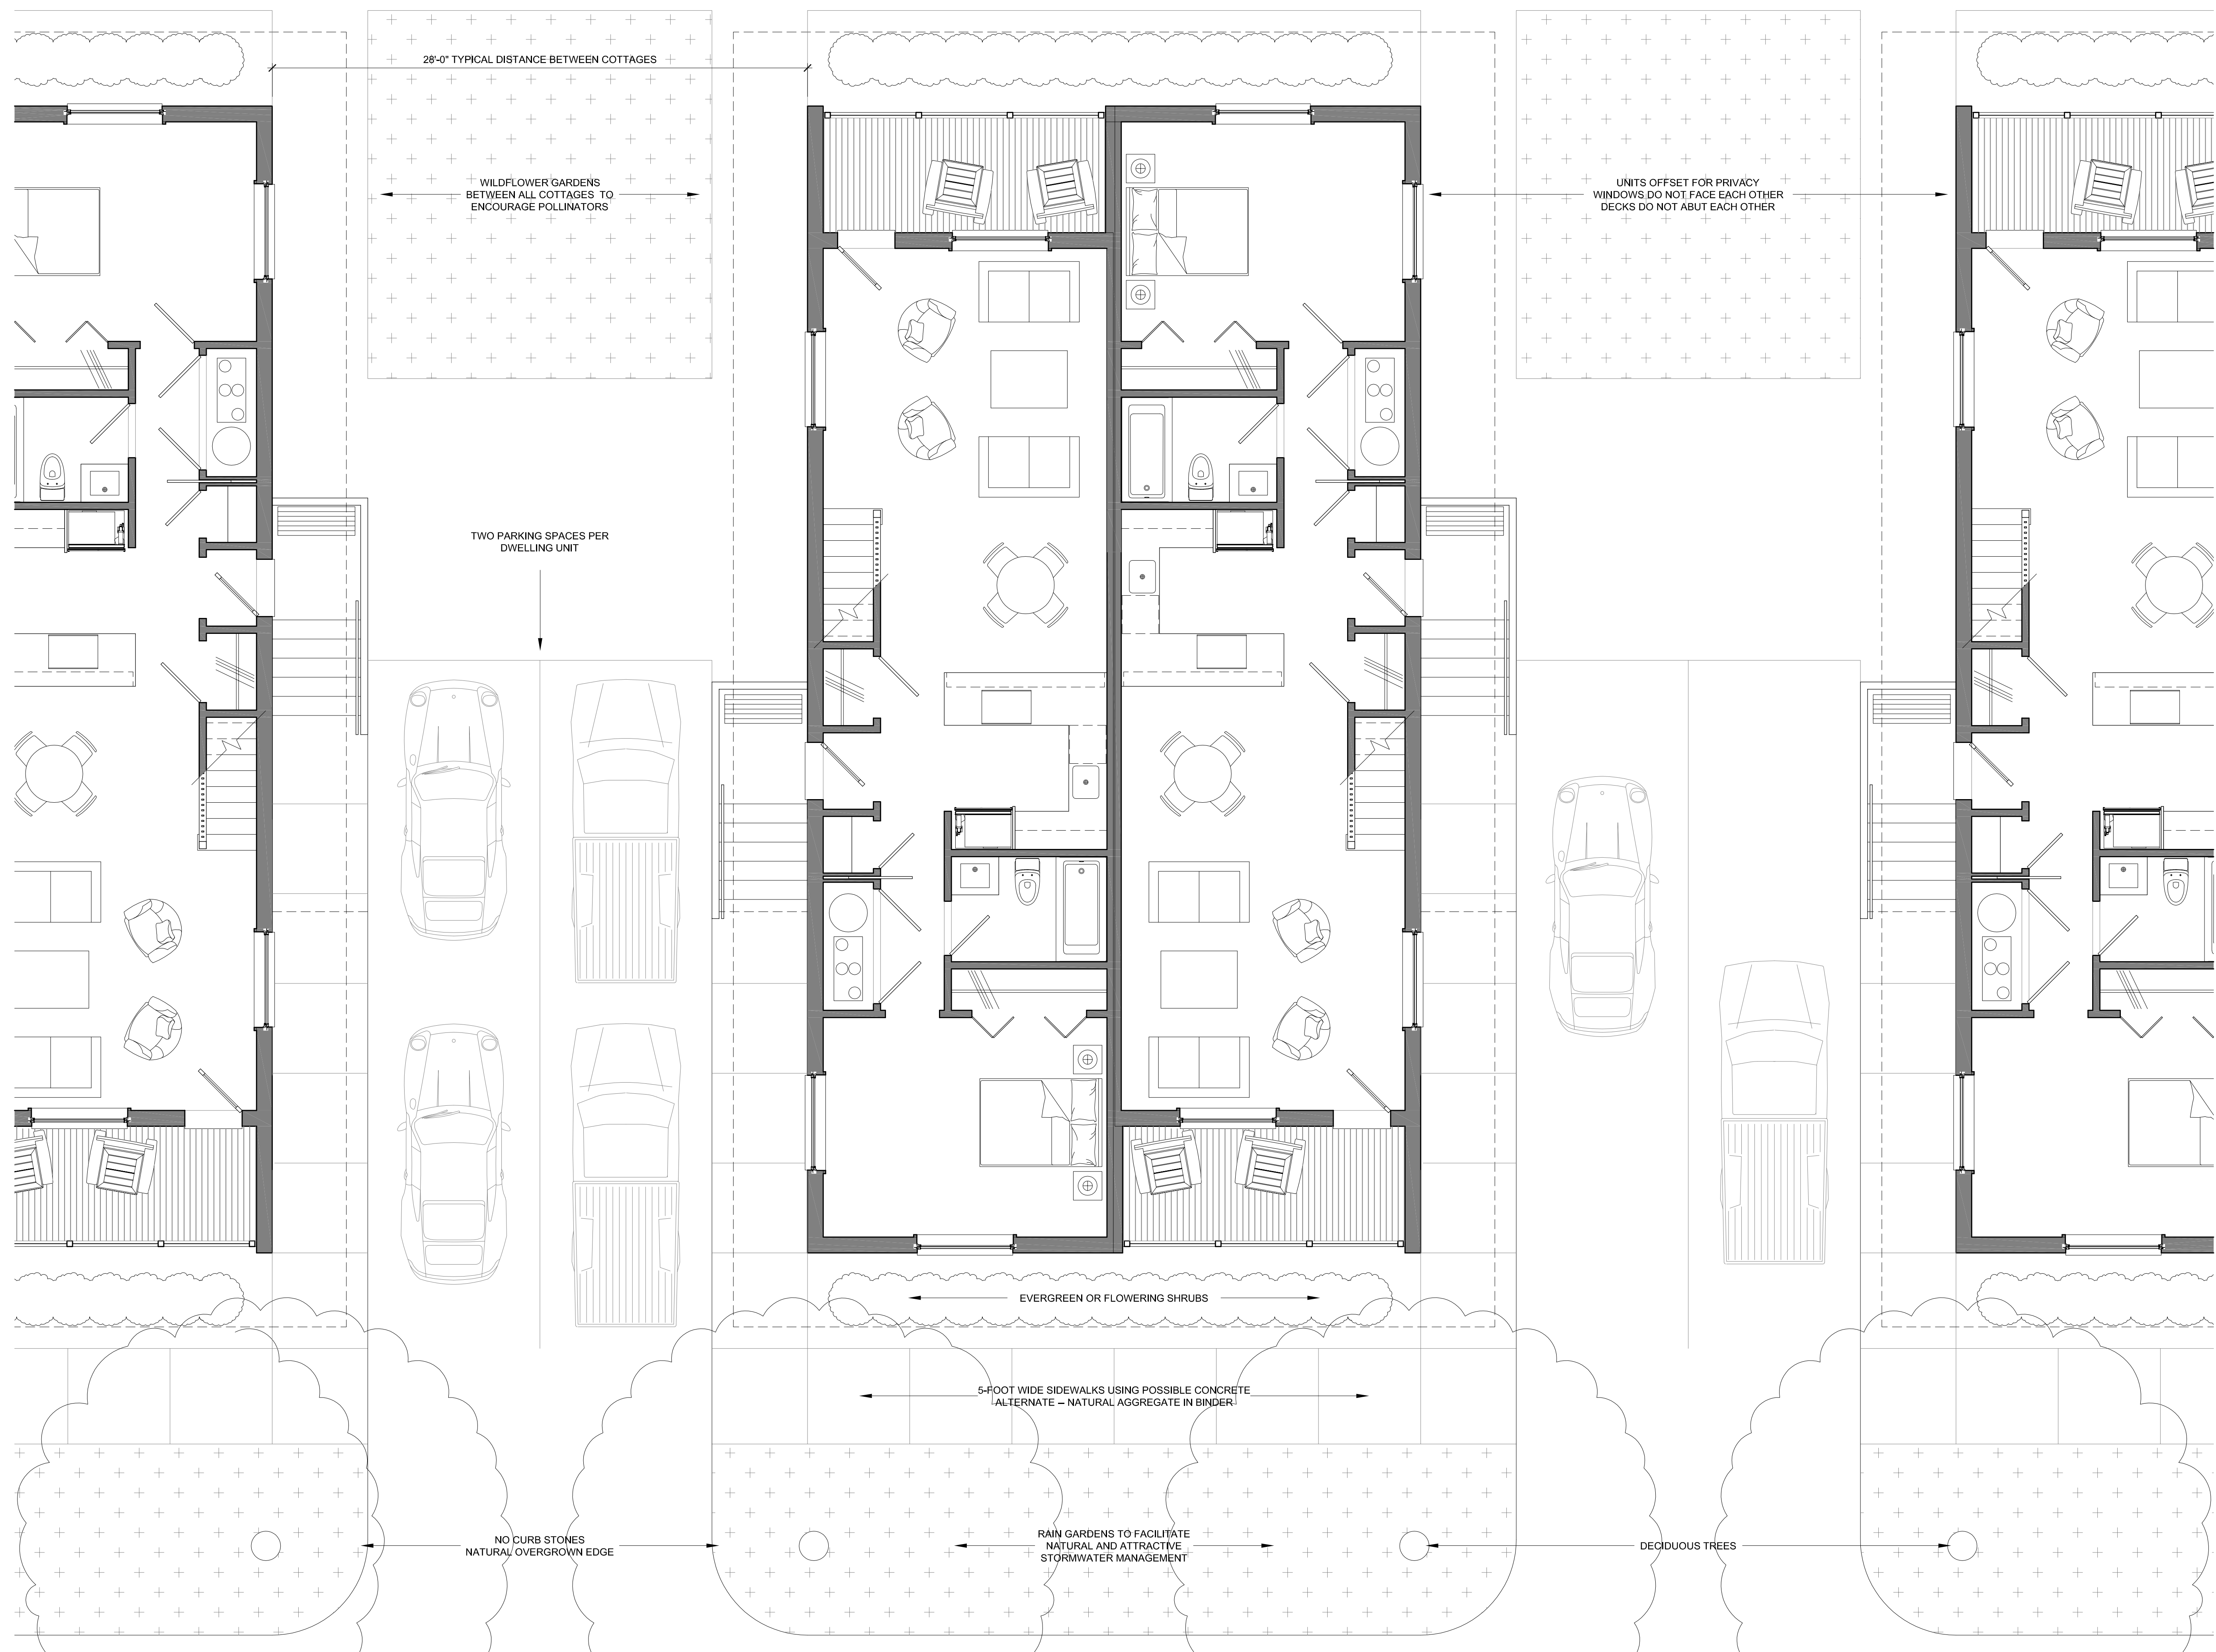 28'-0" TYPICAL DISTANCE BETWEEN COTTAGES
WILDFLOWER GARDENS
BETWEEN ALL COTTAGES TO
ENCOURAGE POLLINATORS
UNITS OFFSET FOR PRIVACY
WINDOWS DO NOT FACE EACH OTHER
DECKS DO NOT ABUT EACH OTHER
TWO PARKING SPACES PER
DWELLING UNIT
EVERGREEN OR FLOWERING SHRUBS
5-FOOT WIDE SIDEWALKS USING POSSIBLE CONCRETE
ALTERNATE – NATURAL AGGREGATE IN BINDER
NO CURB STONES
NATURAL OVERGROWN EDGE
RAIN GARDENS TO FACILITATE
NATURAL AND ATTRACTIVE
STORMWATER MANAGEMENT
DECIDUOUS TREES